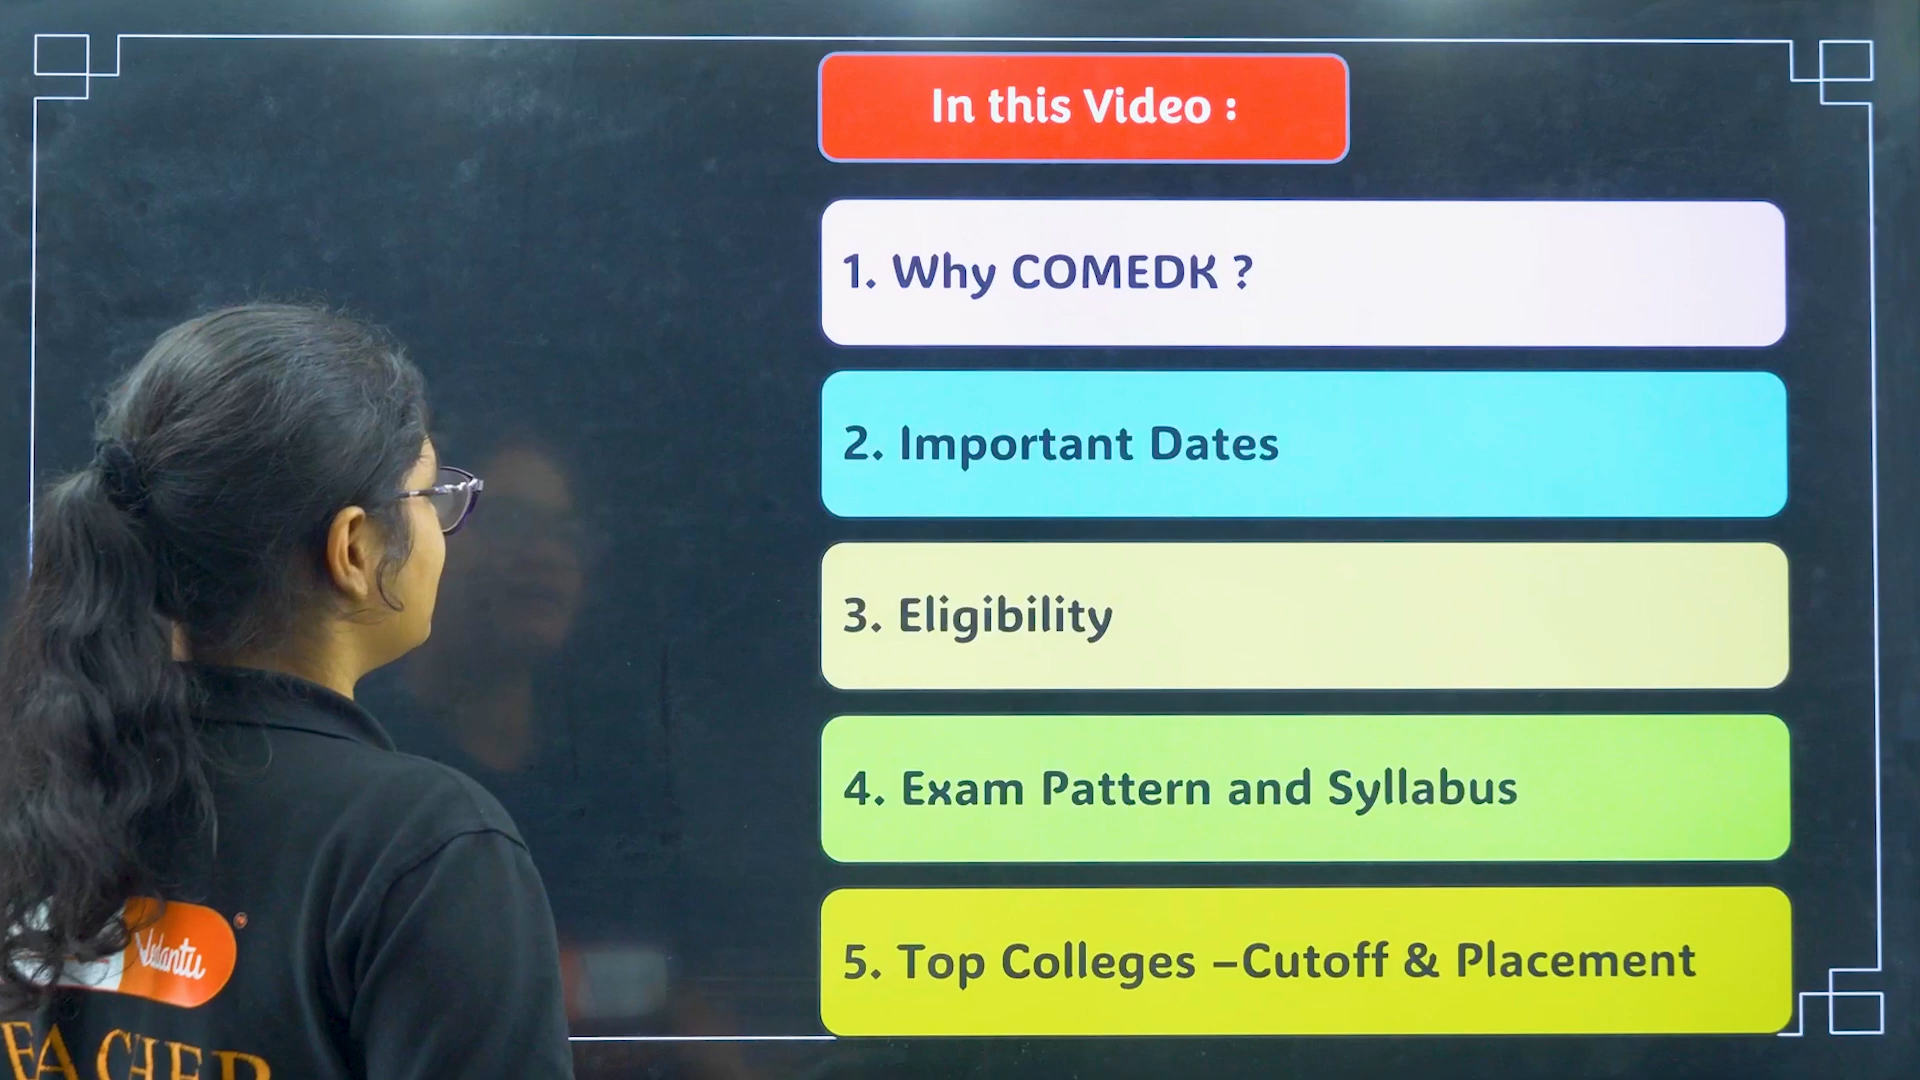 In this Video :
1. Why COMEDK ?
2. Important Dates
3. Eligibility
4. Exam Pattern and Syllabus
5. Top Colleges –Cutoff & Placement
Vedantu